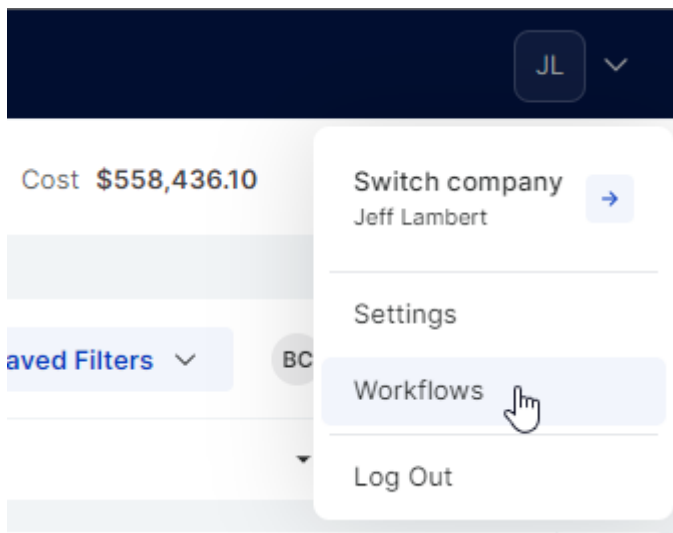 JL
Cost $558,436.10
Switch company
Jeff Lambert
Settings
aved Filters
BC
Workflows
Log Out